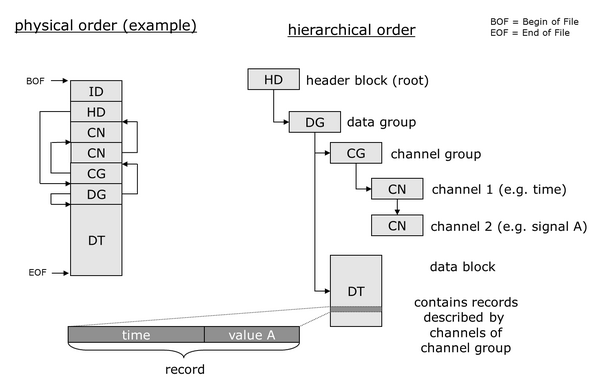 physical order (example)
hierarchical order
BOF = Begin of File
EOF = End of File
BOF
ID
HD
CN
CN
CG
DG
DT
EOF
HD
header block (root)
DG
data group
CG
channel group
CN
channel 1 (e.g. time)
CN
channel 2 (e.g. signal A)
DT
data block
contains records
described by
channels of
channel group
time
value A
record